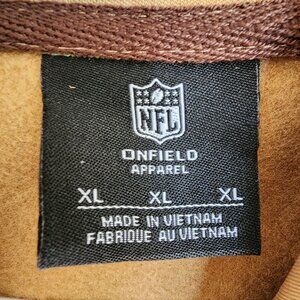 NFL
ONFIELD
APPAREL
XL XL XL
MADE IN VIETNAM
FABRIQUE AU VIETNAM